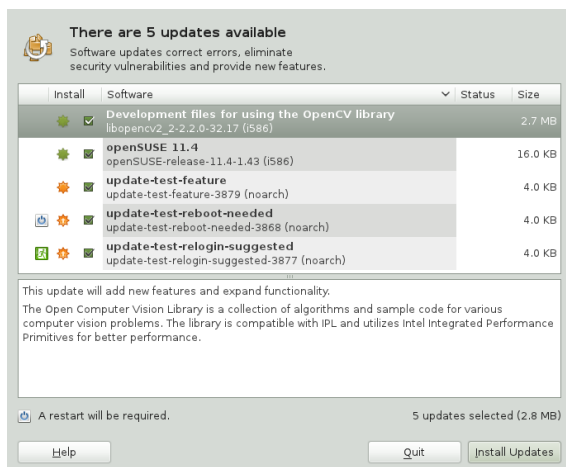 There are 5 updates available
Software updates correct errors, eliminate
security vulnerabilities and provide new features.
Install Software Status Size
Development files for using the OpenCV library
libopencv2_2-2.2.0-32.17 (i586)
2.7 MB
openSUSE 11.4
openSUSE-release-11.4-1.43 (i586)
16.0 KB
update-test-feature
update-test-feature-3879 (noarch)
4.0 KB
update-test-reboot-needed
update-test-reboot-needed-3868 (noarch)
4.0 KB
update-test-relogin-suggested
update-test-relogin-suggested-3877 (noarch)
4.0 KB
This update will add new features and expand functionality.
The Open Computer Vision Library is a collection of algorithms and sample code for various
computer vision problems. The library is compatible with IPL and utilizes Intel Integrated Performance
Primitives for better performance.
A restart will be required.
5 updates selected (2.8 MB)
Help Quit Install Updates